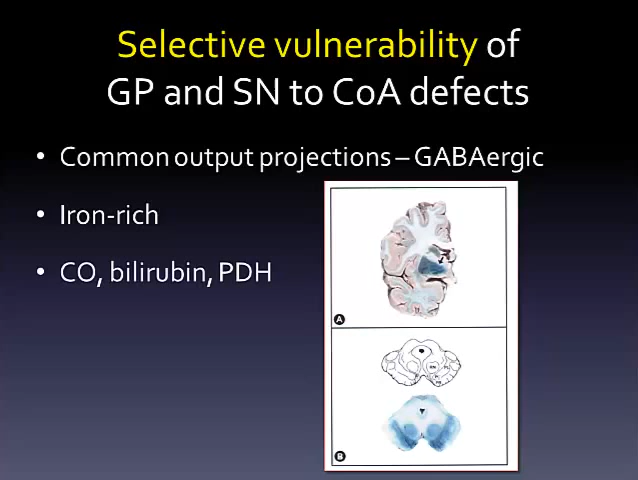 Selective vulnerability of
GP and SN to CoA defects
• Common output projections – GABAergic
• Iron-rich
• CO, bilirubin, PDH
A
B